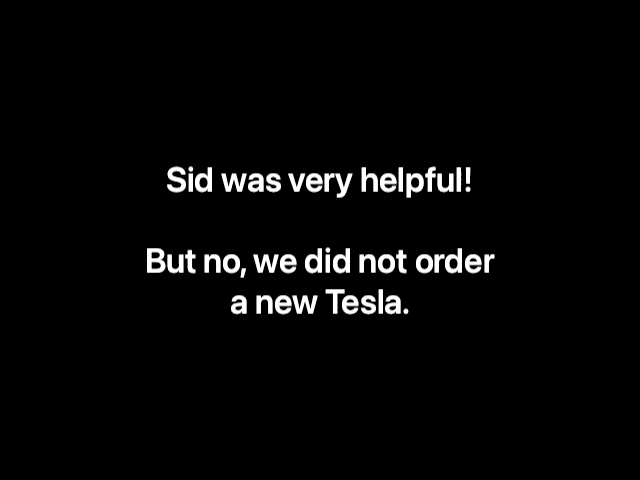 Sid was very helpful!
But no, we did not order
a new Tesla.